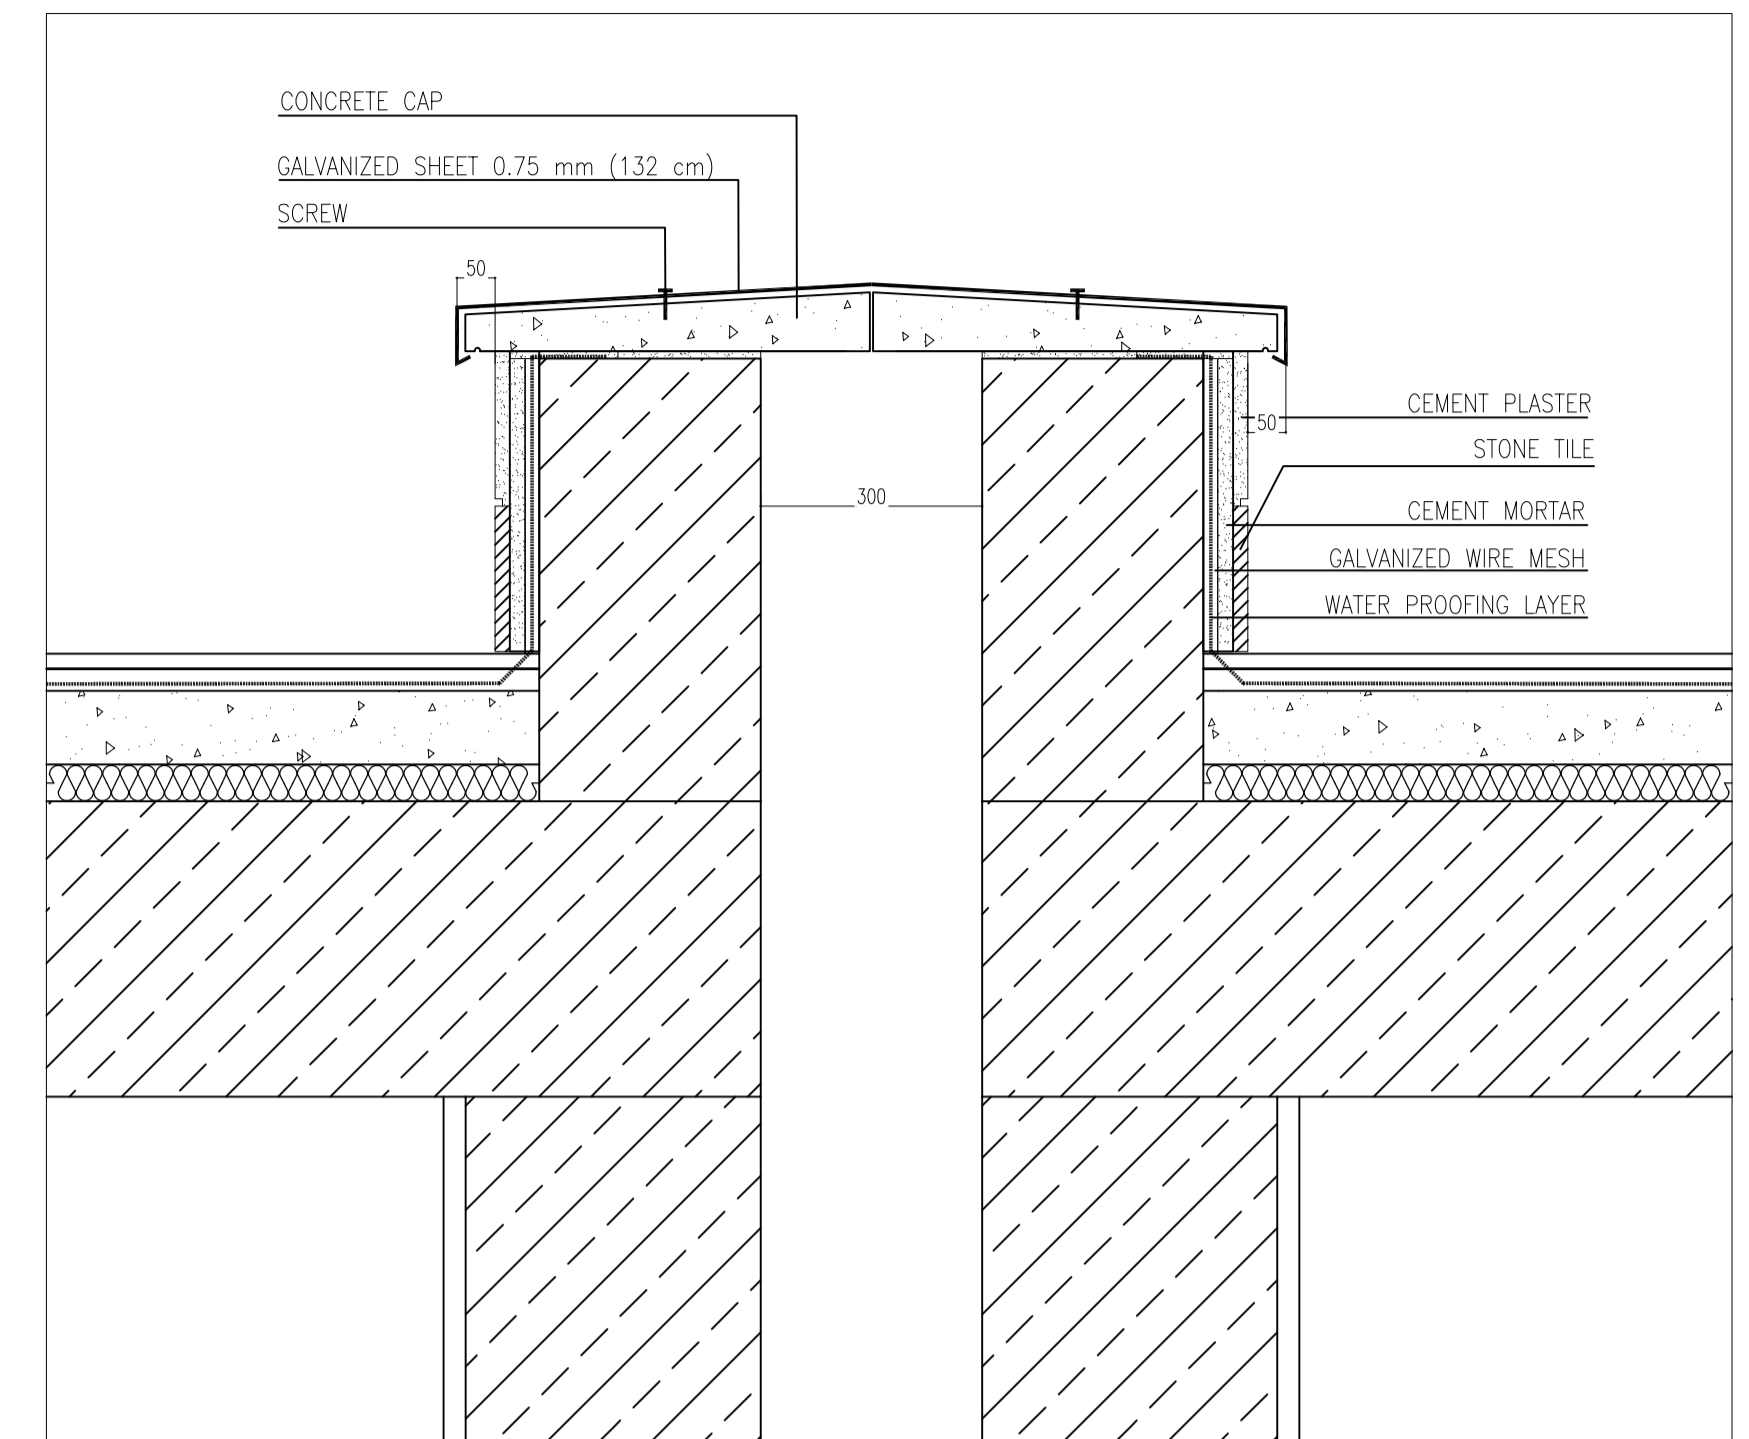 CONCRETE CAP
GALVANIZED SHEET 0.75 mm (132 cm)
SCREW
50
CEMENT PLASTER
50
STONE TILE
300
CEMENT MORTAR
GALVANIZED WIRE MESH
WATER PROOFING LAYER